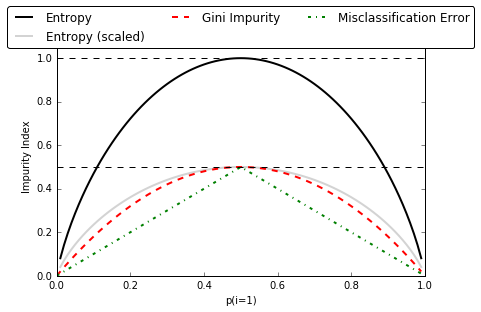 Entropy
Gini Impurity
Misclassification Error
Entropy (scaled)
Impurity Index
1.0
0.8
0.6
0.4
0.2
0.0
0.0 0.2 0.4 0.6 0.8 1.0
p(i=1)